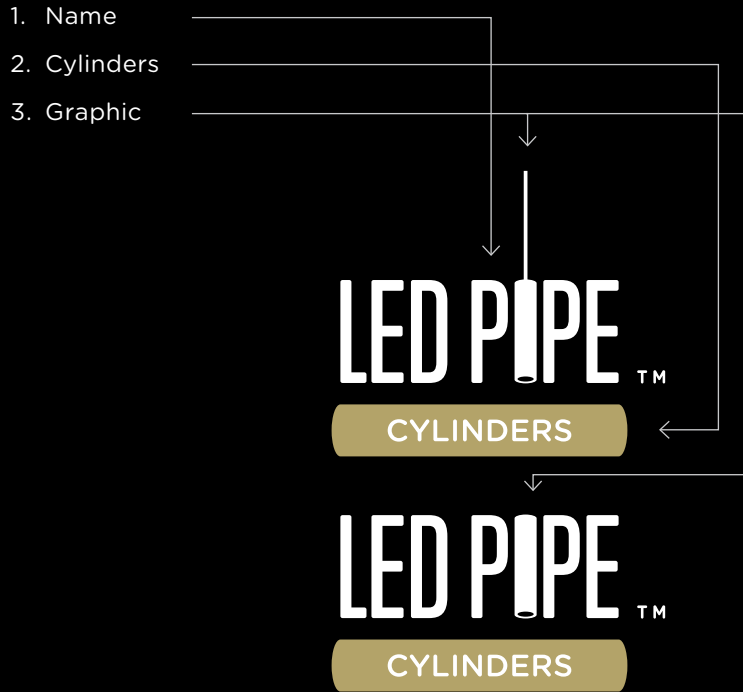 1. Name
2. Cylinders
3. Graphic
LED PIPE ™
CYLINDERS
LED PIPE ™
CYLINDERS